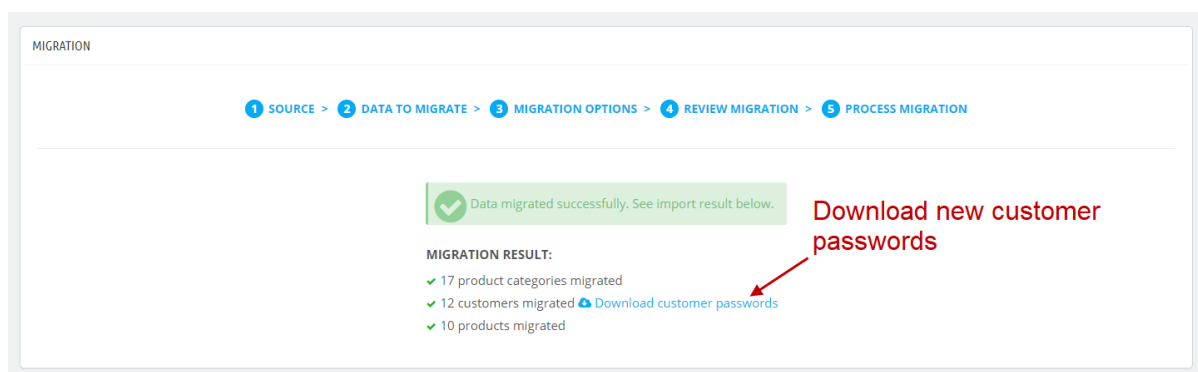 MIGRATION
1 SOURCE > 2 DATA TO MIGRATE > 3 MIGRATION OPTIONS > 4 REVIEW MIGRATION > 5 PROCESS MIGRATION
Data migrated successfully. See import result below.
Download new customer
passwords
MIGRATION RESULT:
17 product categories migrated
12 customers migrated Download customer passwords
10 products migrated